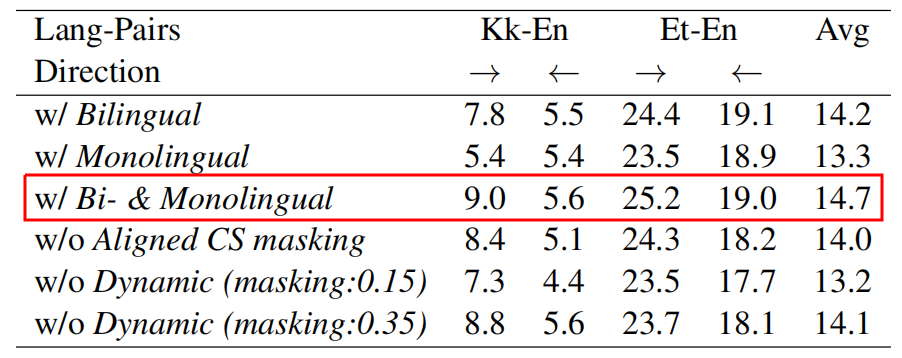 Lang-Pairs Kk-En Et-En Avg
Direction → ← → ←
w/ Bilingual 7.8 5.5 24.4 19.1 14.2
w/ Monolingual 5.4 5.4 23.5 18.9 13.3
w/ Bi- & Monolingual 9.0 5.6 25.2 19.0 14.7
w/o Aligned CS masking 8.4 5.1 24.3 18.2 14.0
w/o Dynamic (masking:0.15) 7.3 4.4 23.5 17.7 13.2
w/o Dynamic (masking:0.35) 8.8 5.6 23.7 18.1 14.1